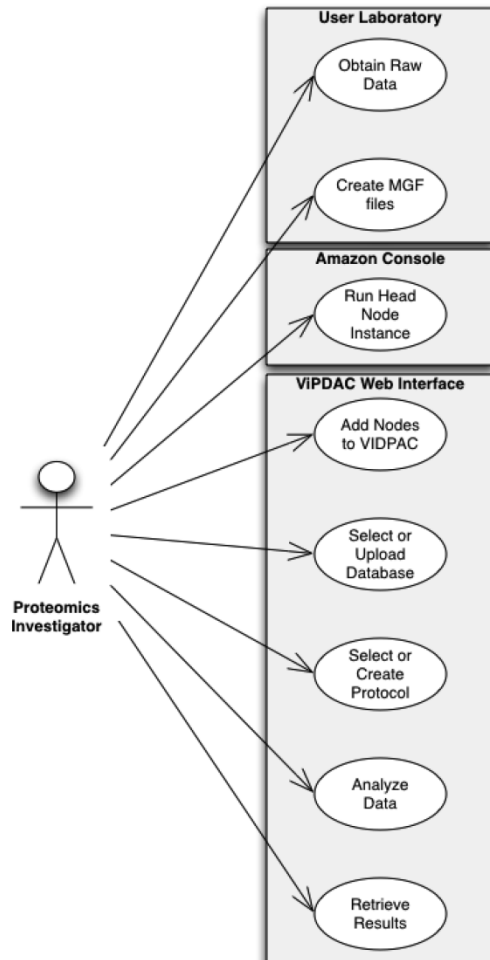 User Laboratory
Obtain Raw
Data
Create MGF
files
Amazon Console
Run Head
Node
Instance
ViPDAC Web Interface
Add Nodes
to VIDPAC
Select or
Upload
Database
Proteomics
Investigator
Select or
Create
Protocol
Analyze
Data
Retrieve
Results